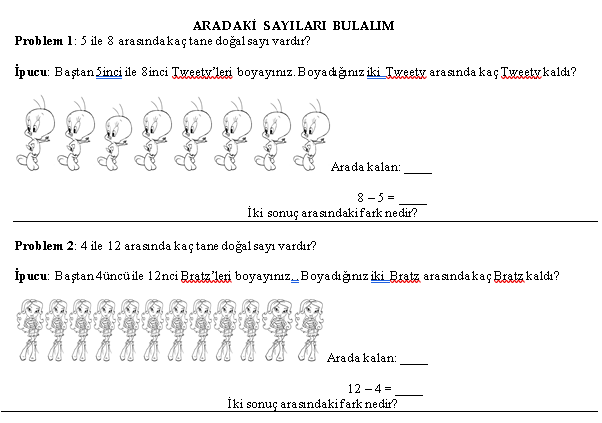 ARADAKİ SAYILARI BULALIM
Problem 1: 5 ile 8 arasında kaç tane doğal sayı vardır?
İpucu: Baştan 5inci ile 8inci Tweety'leri boyayınız. Boyadığınız iki Tweety arasında kaç Tweety kaldı?
Arada kalan: ____
8 – 5 = ____
İki sonuç arasındaki fark nedir?
Problem 2: 4 ile 12 arasında kaç tane doğal sayı vardır?
İpucu: Baştan 4üncü ile 12nci Bratz'leri boyayınız... Boyadığınız iki Bratz arasında kaç Bratz kaldı?
Arada kalan: ____
12 – 4 = ____
İki sonuç arasındaki fark nedir?